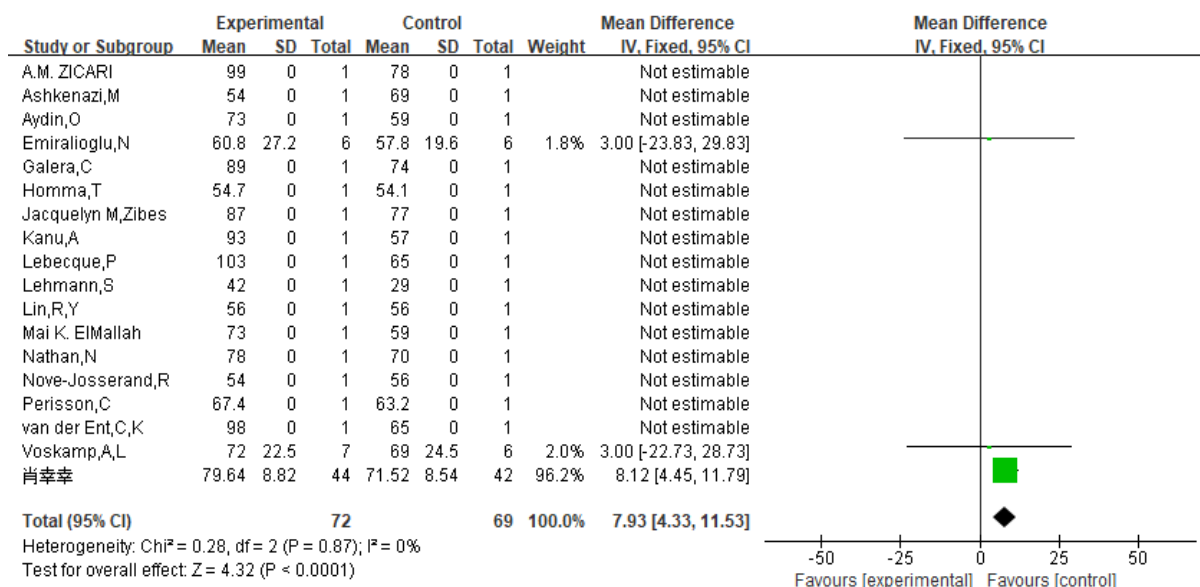 Experimental Control Mean Difference Mean Difference
Study or Subgroup Mean SD Total Mean SD Total Weight IV, Fixed, 95% CI IV, Fixed, 95% CI
A.M. ZICARI 99 0 1 78 0 1 Not estimable
Ashkenazi,M 54 0 1 69 0 1 Not estimable
Aydin,O 73 0 1 59 0 1 Not estimable
Emiralioglu,N 60.8 27.2 6 57.8 19.6 6 1.8% 3.00 [-23.83, 29.83]
Galera,C 89 0 1 74 0 1 Not estimable
Homma,T 54.7 0 1 54.1 0 1 Not estimable
Jacquelyn M,Zibes 87 0 1 77 0 1 Not estimable
Kanu,A 93 0 1 57 0 1 Not estimable
Lebecque,P 103 0 1 65 0 1 Not estimable
Lehmann,S 42 0 1 29 0 1 Not estimable
Lin,R,Y 56 0 1 56 0 1 Not estimable
Mai K. ElMallah 73 0 1 59 0 1 Not estimable
Nathan,N 78 0 1 70 0 1 Not estimable
Nove-Josserand,R 54 0 1 56 0 1 Not estimable
Perisson,C 67.4 0 1 63.2 0 1 Not estimable
van der Ent,C,K 98 0 1 65 0 1 Not estimable
Voskamp,A,L 72 22.5 7 69 24.5 6 2.0% 3.00 [-22.73, 28.73]
肖幸幸 79.64 8.82 44 71.52 8.54 42 96.2% 8.12 [4.45, 11.79]
Total (95% CI) 72 69 100.0% 7.93 [4.33, 11.53]
Heterogeneity: Chi² = 0.28, df = 2 (P = 0.87); I² = 0%
Test for overall effect: Z = 4.32 (P < 0.0001)
-50 -25 0 25 50
Favours [experimental] Favours [control]